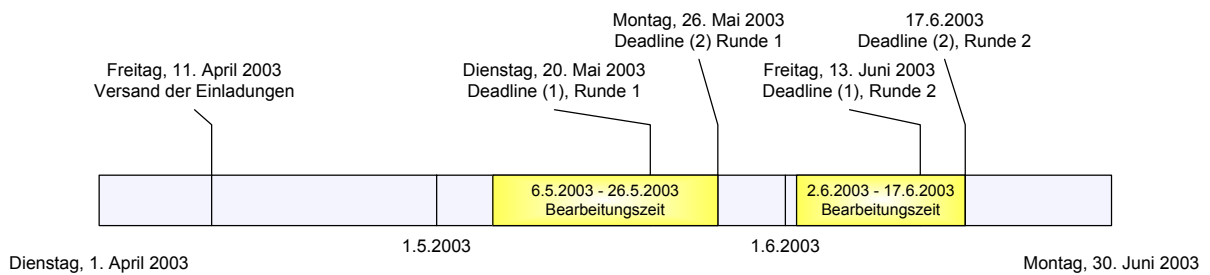 Montag, 26. Mai 2003
Deadline (2) Runde 1
17.6.2003
Deadline (2), Runde 2
Freitag, 11. April 2003
Versand der Einladungen
Dienstag, 20. Mai 2003
Deadline (1), Runde 1
Freitag, 13. Juni 2003
Deadline (1), Runde 2
6.5.2003 - 26.5.2003
Bearbeitungszeit
2.6.2003 - 17.6.2003
Bearbeitungszeit
1.5.2003
1.6.2003
Dienstag, 1. April 2003
Montag, 30. Juni 2003